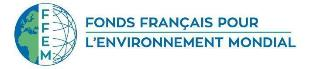 FFEM
FONDS FRANÇAIS POUR
L'ENVIRONNEMENT MONDIAL